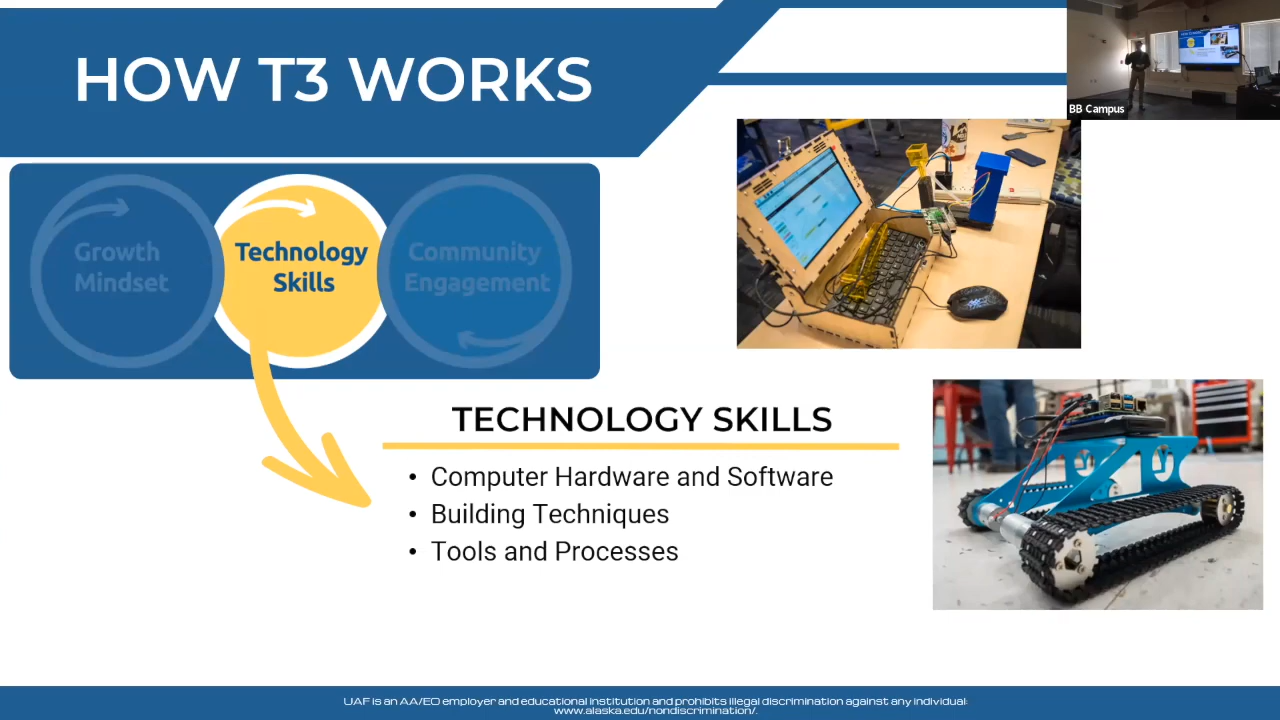 HOW T3 WORKS
BB Campus
Growth
Mindset
Technology
Skills
Community
Engagement
TECHNOLOGY SKILLS
• Computer Hardware and Software
• Building Techniques
• Tools and Processes
UAF is an AA/EO employer and educational institution and prohibits illegal discrimination against any individual:
www.alaska.edu/nondiscrimination/.